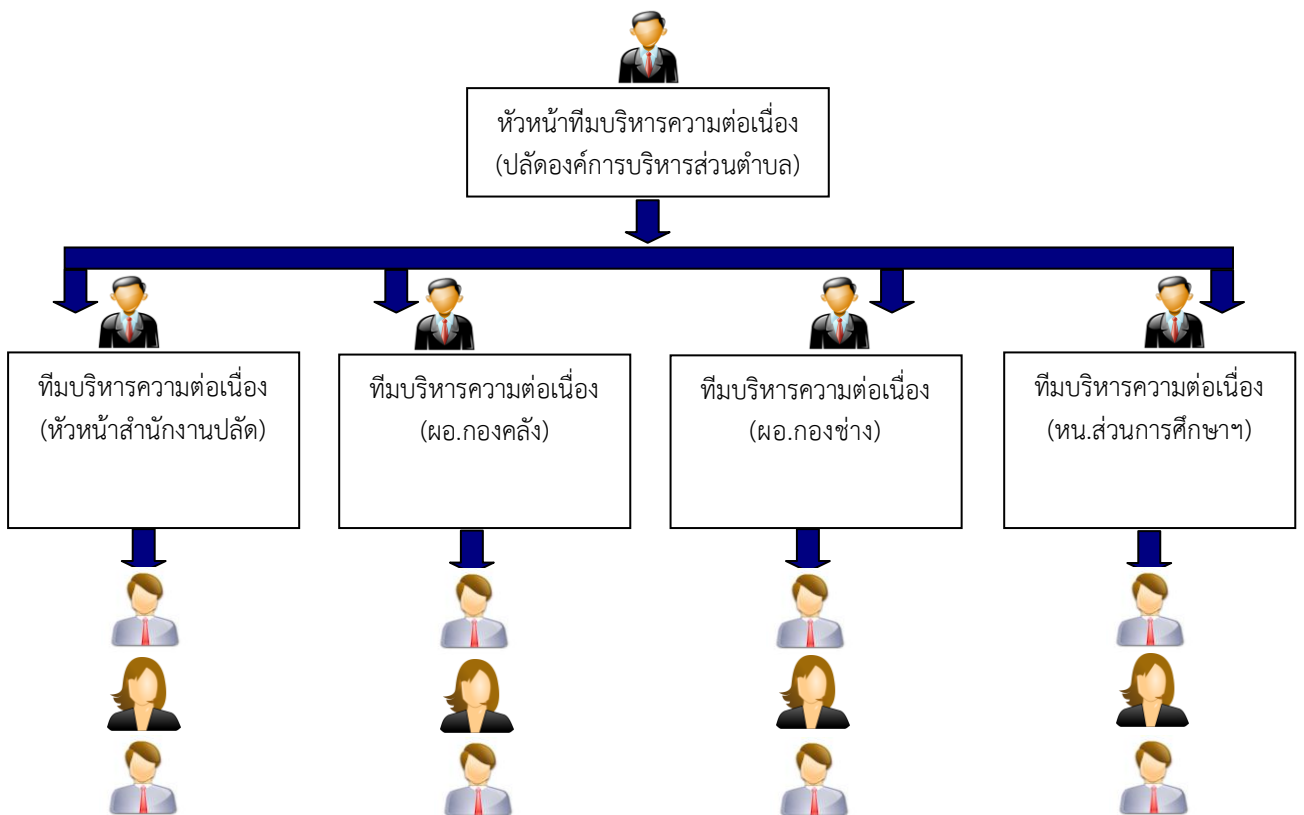 หัวหน้าทีมบริหารความต่อเนื่อง
(ปลัดองค์การบริหารส่วนตำบล)
ทีมบริหารความต่อเนื่อง
(หัวหน้าสำนักงานปลัด)
ทีมบริหารความต่อเนื่อง
(ผอ.กองคลัง)
ทีมบริหารความต่อเนื่อง
(ผอ.กองช่าง)
ทีมบริหารความต่อเนื่อง
(หน.ส่วนการศึกษาฯ)